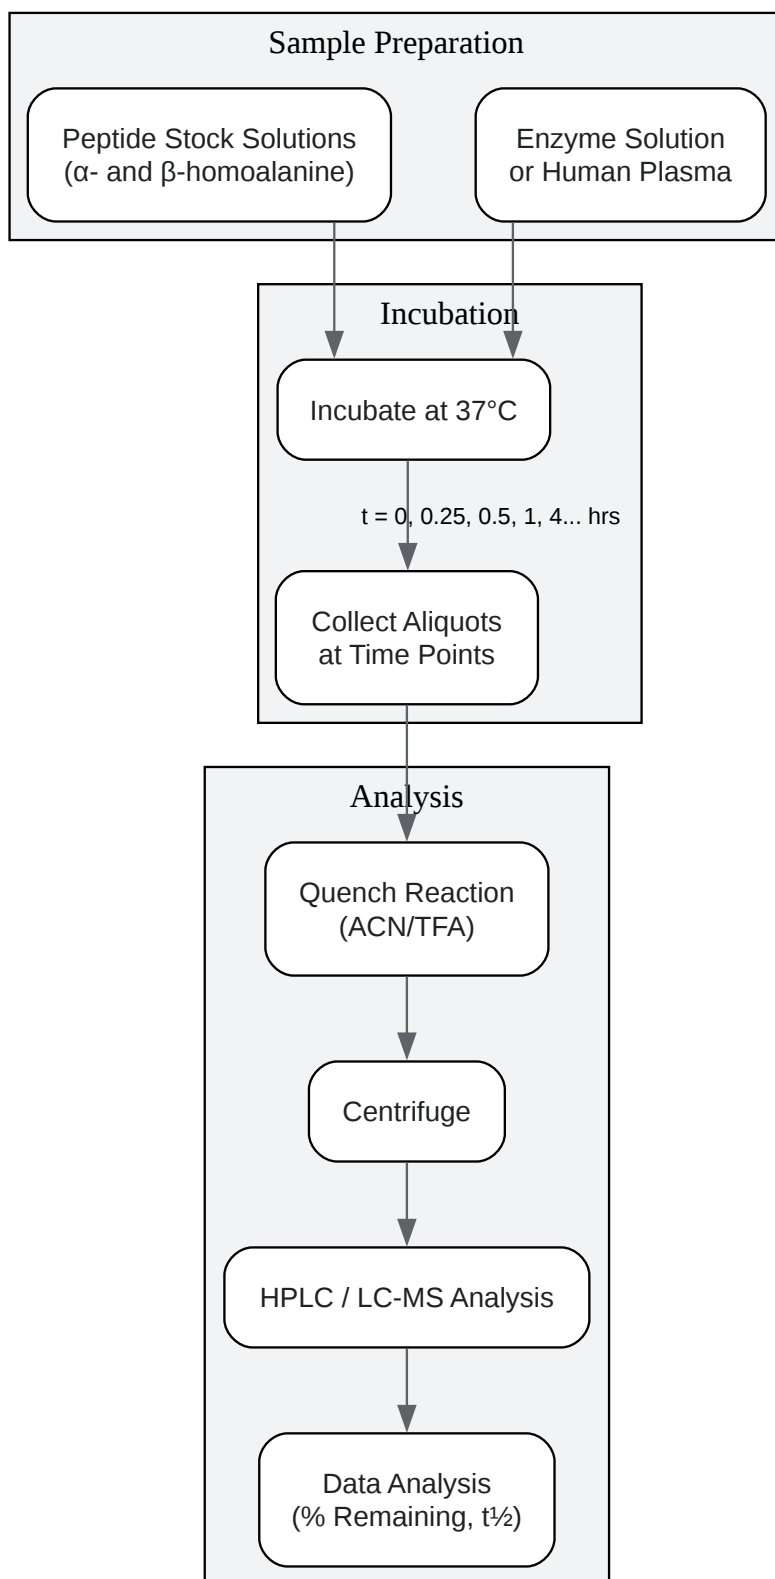 Sample Preparation
Peptide Stock Solutions
(α- and β-homoalanine)
Enzyme Solution
or Human Plasma
Incubation
Incubate at 37°C
t = 0, 0.25, 0.5, 1, 4... hrs
Collect Aliquots
at Time Points
Analysis
Quench Reaction
(ACN/TFA)
Centrifuge
HPLC / LC-MS Analysis
Data Analysis
(% Remaining, t½)